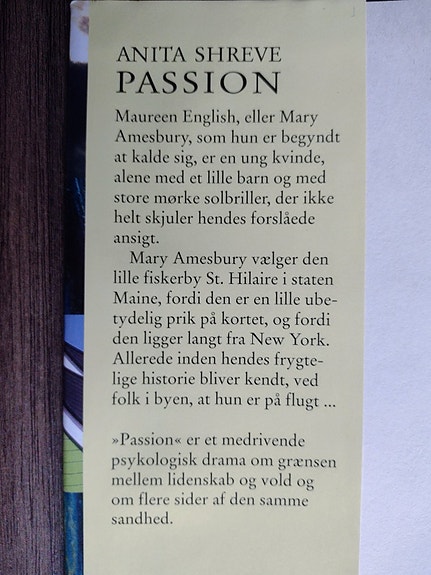 ANITA SHREVE
PASSION
Maureen English, eller Mary
Amesbury, som hun er begyndt
at kalde sig, er en ung kvinde,
alene med et lille barn og med
store mørke solbriller, der ikke
helt skjuler hendes forslåede
ansigt.
Mary Amesbury vælger den
lille fiskerby St. Hilaire i staten
Maine, fordi den er en lille ube-
tydelig prik på kortet, og fordi
den ligger langt fra New York.
Allerede inden hendes frygte-
lige historie bliver kendt, ved
folk i byen, at hun er på flugt ...
»Passion« er et medrivende
psykologisk drama om grænsen
mellem lidenskab og vold og
om flere sider af den samme
sandhed.